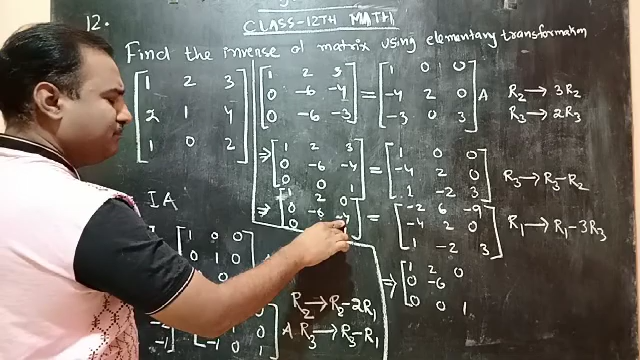 12.
CLASS-12TH MATH
Find the inverse of matrix using elementary transformation
[1 2 3
2 1 4
1 0 2]
IA
[1 0 0
0 1 0
0
-1] [-1 0 1]
A
R2 → R2-2R1
R3 → R3-R1
[1 2 3
0 -6 -4
0 -6 -3] = [1 0 0
-4 2 0
-3 0 3] A
R2 → 3R2
R3 → 2R3
⇒ [1 2 3
0 -6 -4
0 0 1] = [1 0 0
-4 2 0
1 -2 3]
R3 → R3-R2
⇒ [1 2 0
0 -6 -4
0 = [-2 6 -9
-4 2 0
1 -2 3]
R1 → R1-3R3
⇒ [1 2 0
0 -6
0 0 1